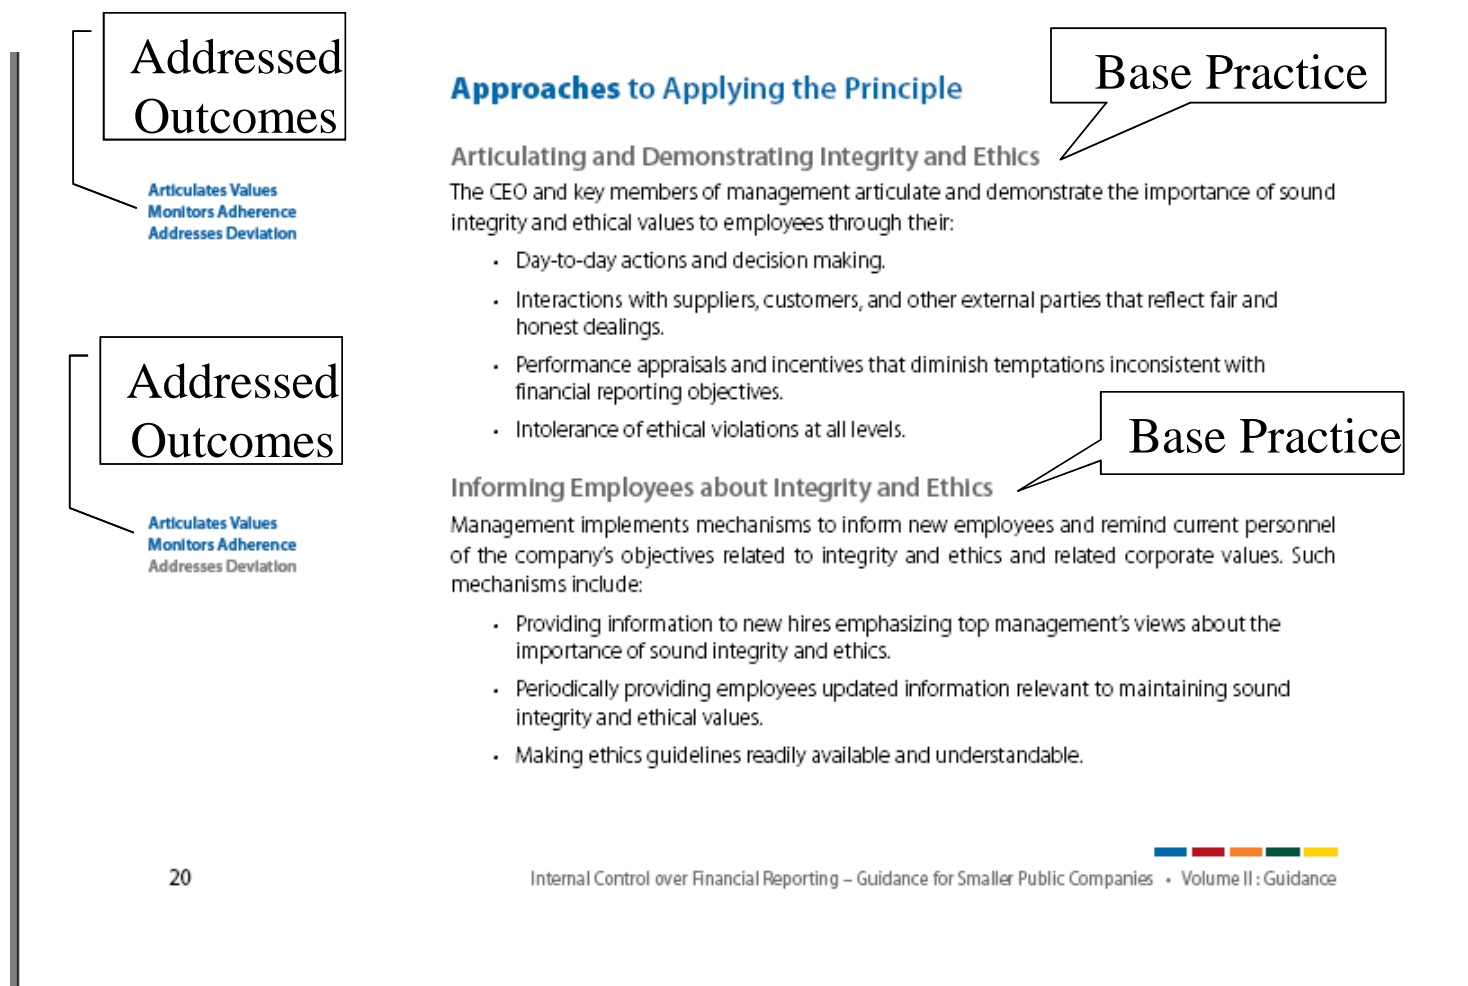 Addressed
Outcomes
Base Practice
Approaches to Applying the Principle
Articulating and Demonstrating Integrity and Ethics
Articulates Values
Monitors Adherence
Addresses Deviation
The CEO and key members of management articulate and demonstrate the importance of sound
integrity and ethical values to employees through their:
• Day-to-day actions and decision making.
• Interactions with suppliers, customers, and other external parties that reflect fair and
honest dealings.
• Performance appraisals and incentives that diminish temptations inconsistent with
financial reporting objectives.
• Intolerance of ethical violations at all levels.
Addressed
Outcomes
Base Practice
Informing Employees about Integrity and Ethics
Articulates Values
Monitors Adherence
Addresses Deviation
Management implements mechanisms to inform new employees and remind current personnel
of the company's objectives related to integrity and ethics and related corporate values. Such
mechanisms include:
• Providing information to new hires emphasizing top management's views about the
importance of sound integrity and ethics.
• Periodically providing employees updated information relevant to maintaining sound
integrity and ethical values.
• Making ethics guidelines readily available and understandable.
20
Internal Control over Financial Reporting – Guidance for Smaller Public Companies • Volume II : Guidance